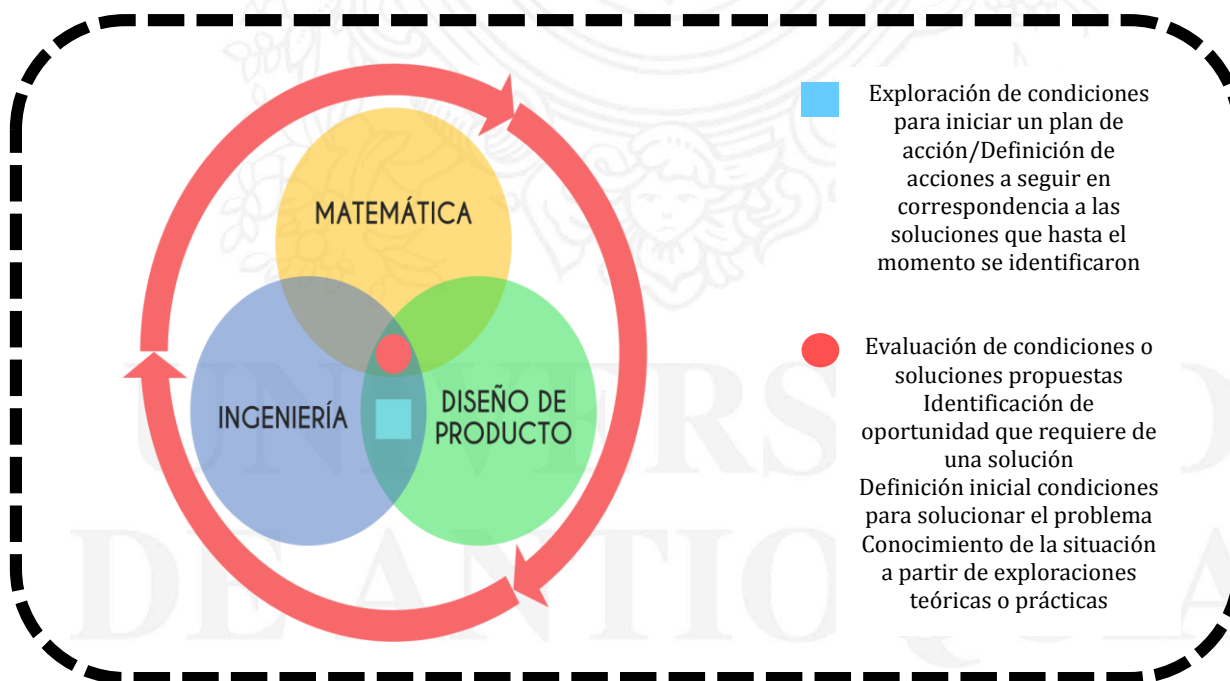 MATEMÁTICA
INGENIERÍA
DISEÑO DE
PRODUCTO
Exploración de condiciones
para iniciar un plan de
acción/Definición de
acciones a seguir en
correspondencia a las
soluciones que hasta el
momento se identificaron
Evaluación de condiciones o
soluciones propuestas
Identificación de
oportunidad que requiere de
una solución
Definición inicial condiciones
para solucionar el problema
Conocimiento de la situación
a partir de exploraciones
teóricas o prácticas